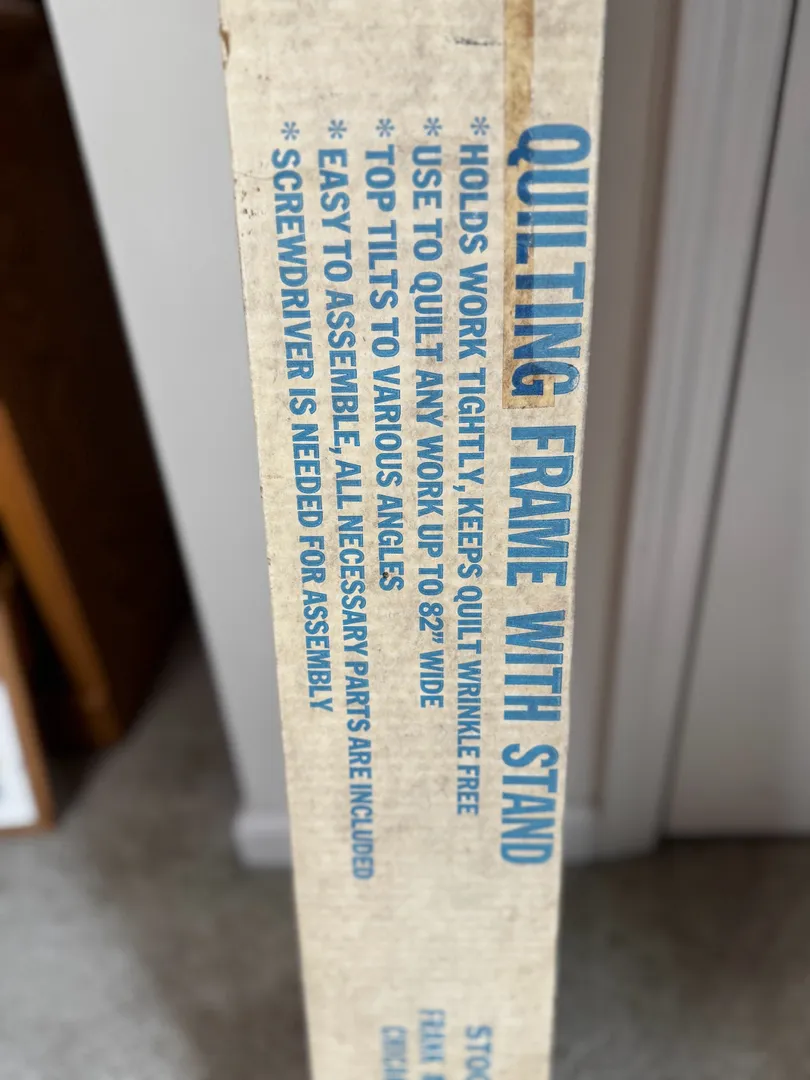 QUILTING FRAME WITH STAND
* HOLDS WORK TIGHTLY, KEEPS QUILT WRINKLE FREE
* USE TO QUILT ANY WORK UP TO 82" WIDE
* TOP TILTS TO VARIOUS ANGLES
* EASY TO ASSEMBLE, ALL NECESSARY PARTS ARE INCLUDED
* SCREWDRIVER IS NEEDED FOR ASSEMBLY
FRANK